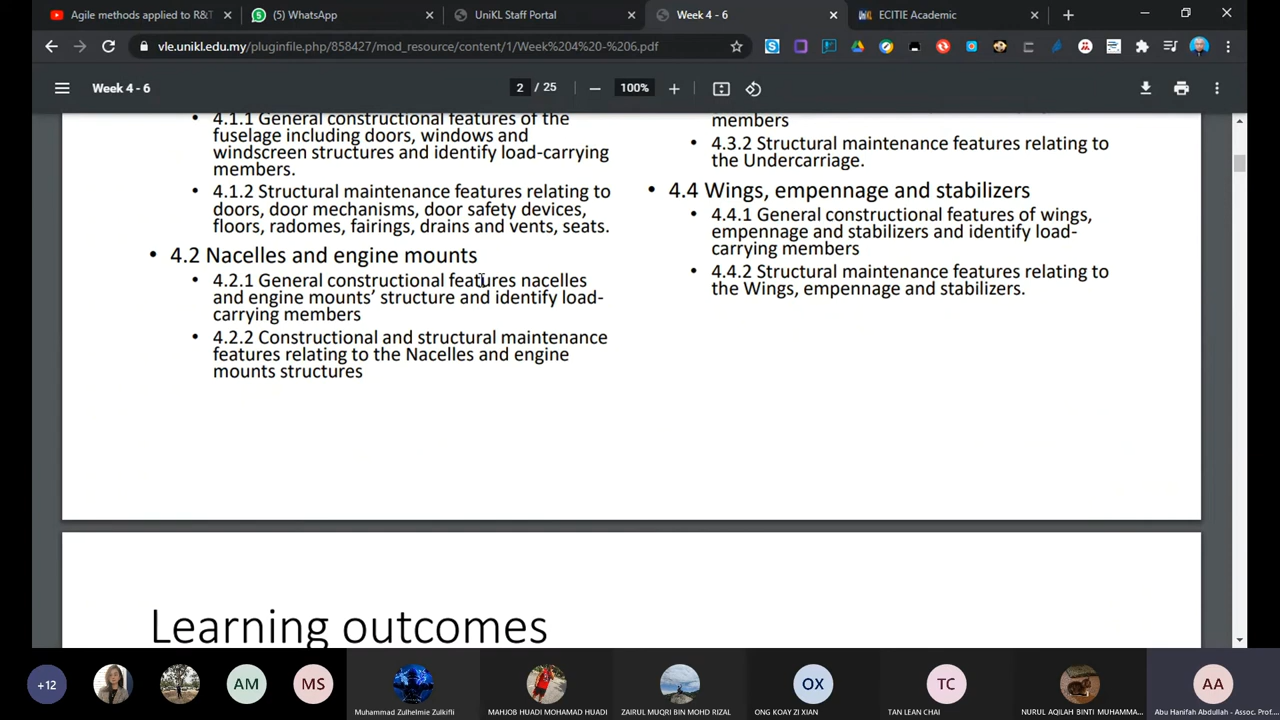 Agile methods applied to R&T
(5) WhatsApp
UniKL Staff Portal
Week 4 - 6
ECITIE Academic
vle.unikl.edu.my/pluginfile.php/858427/mod_resource/content/1/Week%204%20-%206.pdf
Week 4 - 6
2 / 25
100%
4.1.1 General constructional features of the
fuselage including doors, windows and
windscreen structures and identify load-carrying
members.
• 4.1.2 Structural maintenance features relating to
doors, door mechanisms, door safety devices,
floors, radomes, fairings, drains and vents, seats.
• 4.2 Nacelles and engine mounts
• 4.2.1 General constructional features nacelles
and engine mounts’ structure and identify load-
carrying members
• 4.2.2 Constructional and structural maintenance
features relating to the Nacelles and engine
mounts structures
members
• 4.3.2 Structural maintenance features relating to
the Undercarriage.
• 4.4 Wings, empennage and stabilizers
• 4.4.1 General constructional features of wings,
empennage and stabilizers and identify load-
carrying members
• 4.4.2 Structural maintenance features relating to
the Wings, empennage and stabilizers.
Learning outcomes
+12
AM
MS
OX
TC
AA
Muhammad Zulhelmie Zulkifli
MAHJOB HUADI MOHAMAD HUADI
ZAIRUL MUQRI BIN MOHD RIZAL
ONG KOAY ZI XIAN
TAN LEAN CHAI
NURUL AQILAH BINTI MUHAMMA...
Abu Hanifah Abdullah - Assoc. Prof...